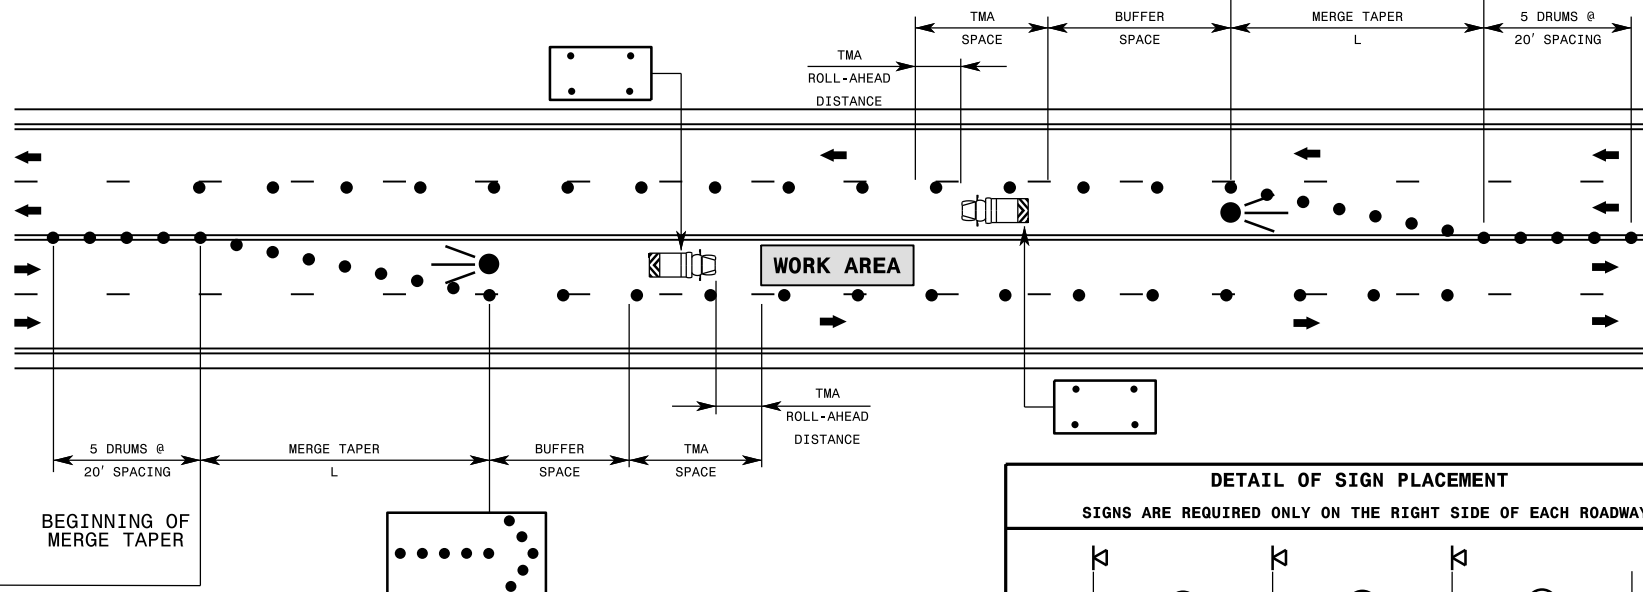 TMA
SPACE
BUFFER
SPACE
MERGE TAPER
L
5 DRUMS @
20' SPACING
TMA
ROLL-AHEAD
DISTANCE
WORK AREA
TMA
ROLL-AHEAD
DISTANCE
5 DRUMS @
20' SPACING
MERGE TAPER
L
BUFFER
SPACE
TMA
SPACE
BEGINNING OF
MERGE TAPER
DETAIL OF SIGN PLACEMENT
SIGNS ARE REQUIRED ONLY ON THE RIGHT SIDE OF EACH ROADWAY